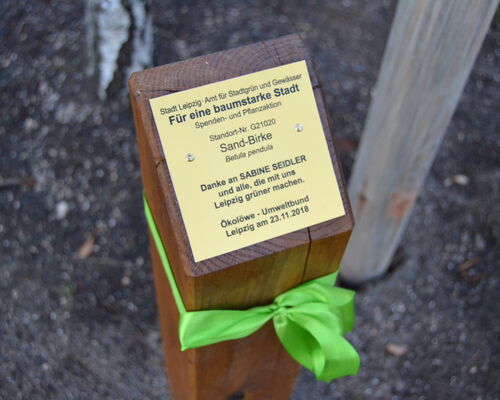 Stadt Leipzig · Amt für Stadtgrün und Gewässer
Für eine baumstarke Stadt
Spenden- und Pflanzaktion
Standort-Nr. G21020
Sand-Birke
Betula pendula
Danke an SABINE SEIDLER
und alle, die mit uns
Leipzig grüner machen.
Ökolöwe - Umweltbund
Leipzig am 23.11.2018